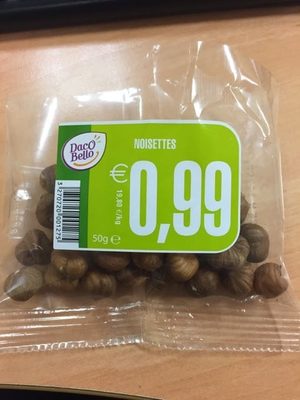 Daco
Bello
NOISETTES
€ 0,99
19,80 €/kg
50g e